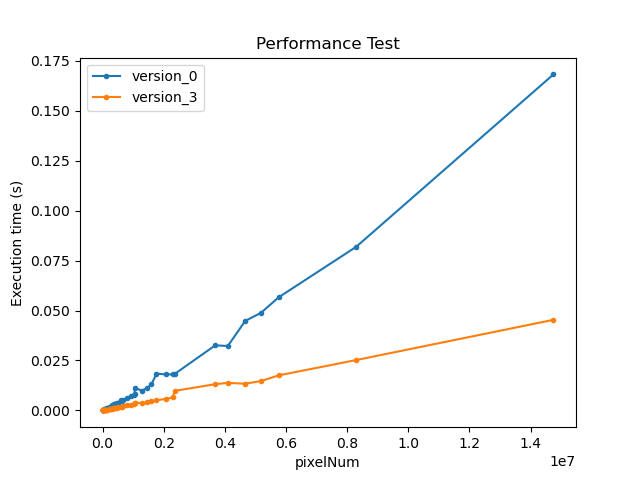 Performance Test
version_0
version_3
Execution time (s)
0.175
0.150
0.125
0.100
0.075
0.050
0.025
0.000
0.0 0.2 0.4 0.6 0.8 1.0 1.2 1.4
1e7
pixelNum